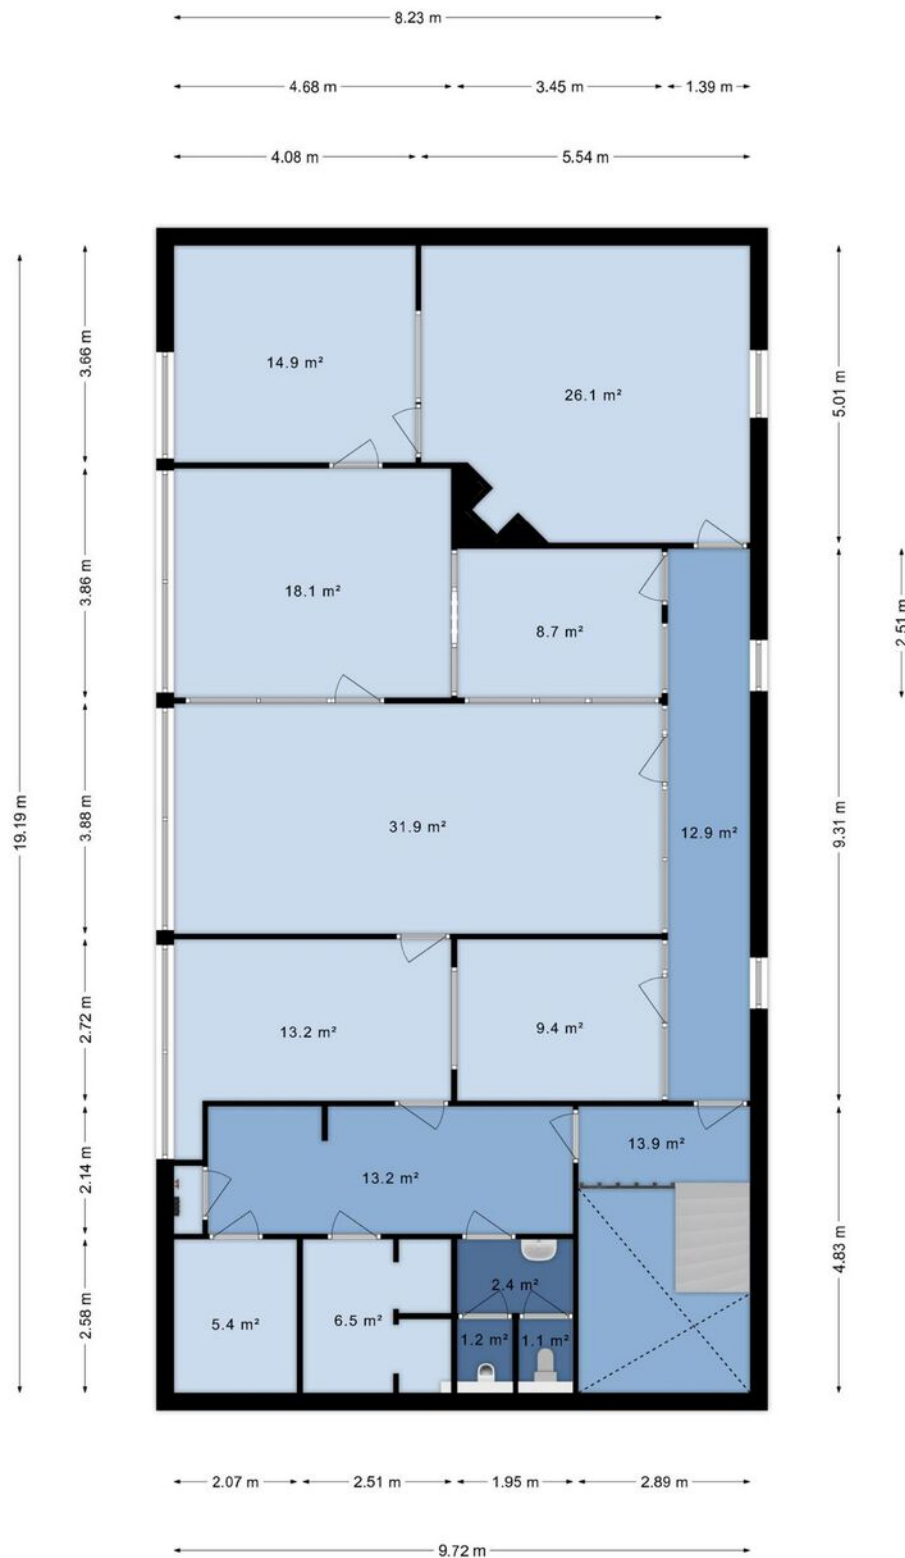 8.23 m
4.68 m
3.45 m
1.39 m
4.08 m
5.54 m
19.19 m
3.66 m
3.86 m
3.88 m
2.72 m
2.14 m
2.58 m
14.9 m²
26.1 m²
18.1 m²
8.7 m²
31.9 m²
12.9 m²
13.2 m²
9.4 m²
13.9 m²
13.2 m²
5.4 m²
6.5 m²
2.4 m²
1.2 m²
1.1 m²
5.01 m
9.31 m
4.83 m
2.51 m
2.07 m
2.51 m
1.95 m
2.89 m
9.72 m